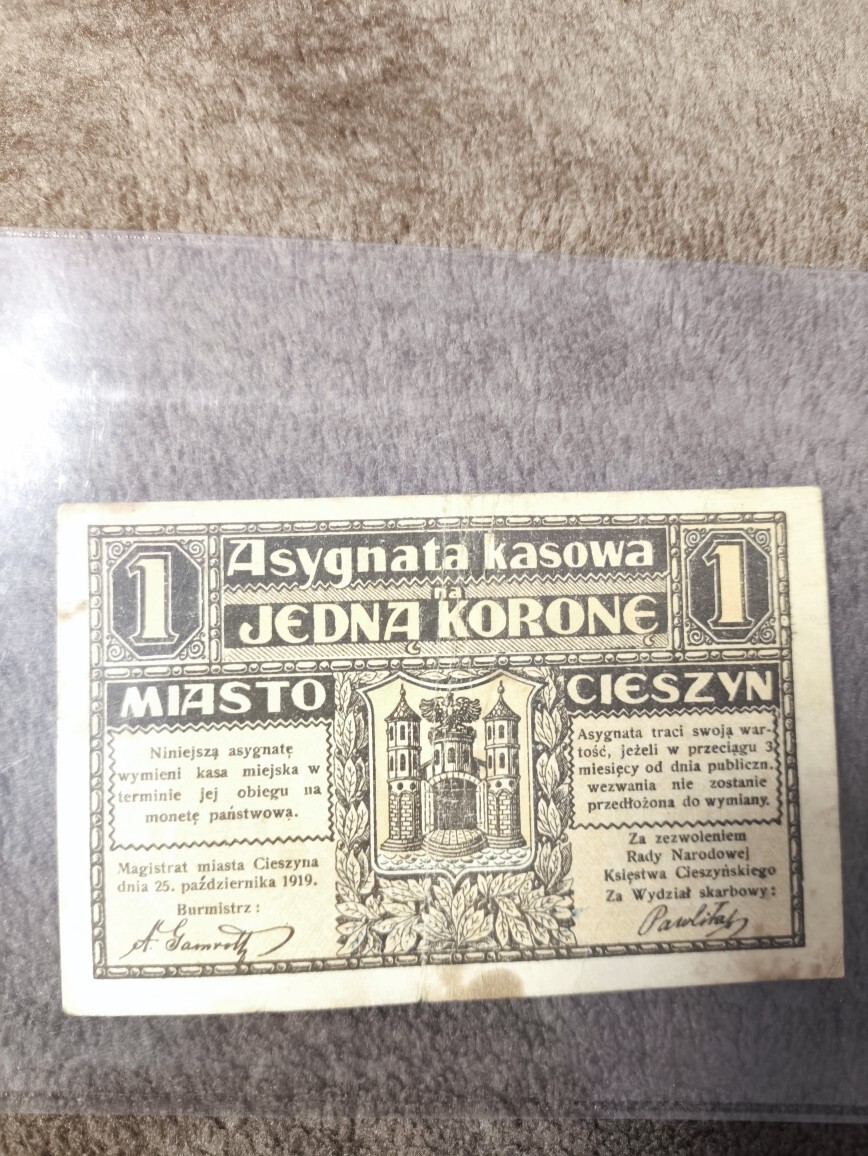 1
Asygnata kasowa
na
JEDNĄ KORONĘ
1
MIASTO
CIESZYN
Niniejszą asygnatę
wymieni kasa miejska w
terminie jej obiegu na
monetę państwową.
Magistrat miasta Cieszyna
dnia 25. października 1919.
Burmistrz :
A. Gamroth
Asygnata traci swoją war-
tość, jeżeli w przeciągu 3
miesięcy od dnia publiczn.
wezwania nie zostanie
przedłożona do wymiany.
Za zezwoleniem
Rady Narodowej
Księstwa Cieszyńskiego
Za Wydział skarbowy :